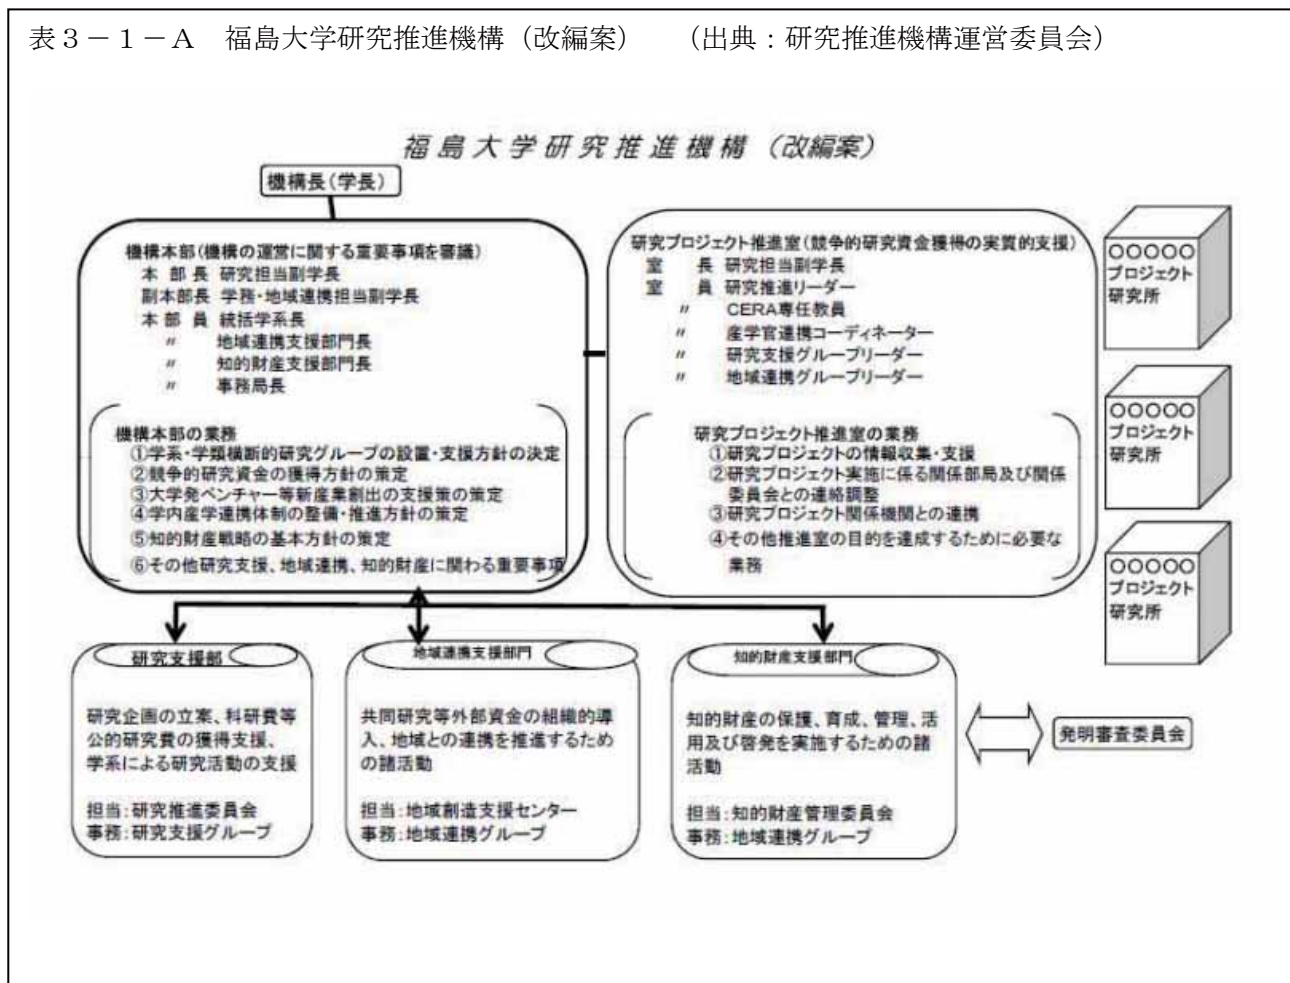 表３－１－Ａ　福島大学研究推進機構（改編案）　　（出典：研究推進機構運営委員会）
福島大学研究推進機構（改編案）
機構長(学長)
機構本部(機構の運営に関する重要事項を審議)
本 部 長 研究担当副学長
副本部長 学務・地域連携担当副学長
本 部 員 統括学系長
〃 地域連携支援部門長
〃 知的財産支援部門長
〃 事務局長
機構本部の業務
①学系・学類横断的研究グループの設置・支援方針の決定
②競争的研究資金の獲得方針の策定
③大学発ベンチャー等新産業創出の支援策の策定
④学内産学連携体制の整備・推進方針の策定
⑤知的財産戦略の基本方針の策定
⑥その他研究支援、地域連携、知的財産に関わる重要事項
研究プロジェクト推進室(競争的研究資金獲得の実質的支援)
室　　長 研究担当副学長
室　　員 研究推進リーダー
〃 CERA専任教員
〃 産学官連携コーディネーター
〃 研究支援グループリーダー
〃 地域連携グループリーダー
研究プロジェクト推進室の業務
①研究プロジェクトの情報収集・支援
②研究プロジェクト実施に係る関係部局及び関係
委員会との連絡調整
③研究プロジェクト関係機関との連携
④その他推進室の目的を達成するために必要な
業務
○○○○○
プロジェクト
研究所
○○○○○
プロジェクト
研究所
○○○○○
プロジェクト
研究所
研究支援部
研究企画の立案、科研費等
公的研究費の獲得支援、
学系による研究活動の支援
担当:研究推進委員会
事務:研究支援グループ
地域連携支援部門
共同研究等外部資金の組織的導
入、地域との連携を推進するため
の諸活動
担当:地域創造支援センター
事務:地域連携グループ
知的財産支援部門
知的財産の保護、育成、管理、活
用及び啓発を実施するための諸
活動
担当:知的財産管理委員会
事務:地域連携グループ
発明審査委員会